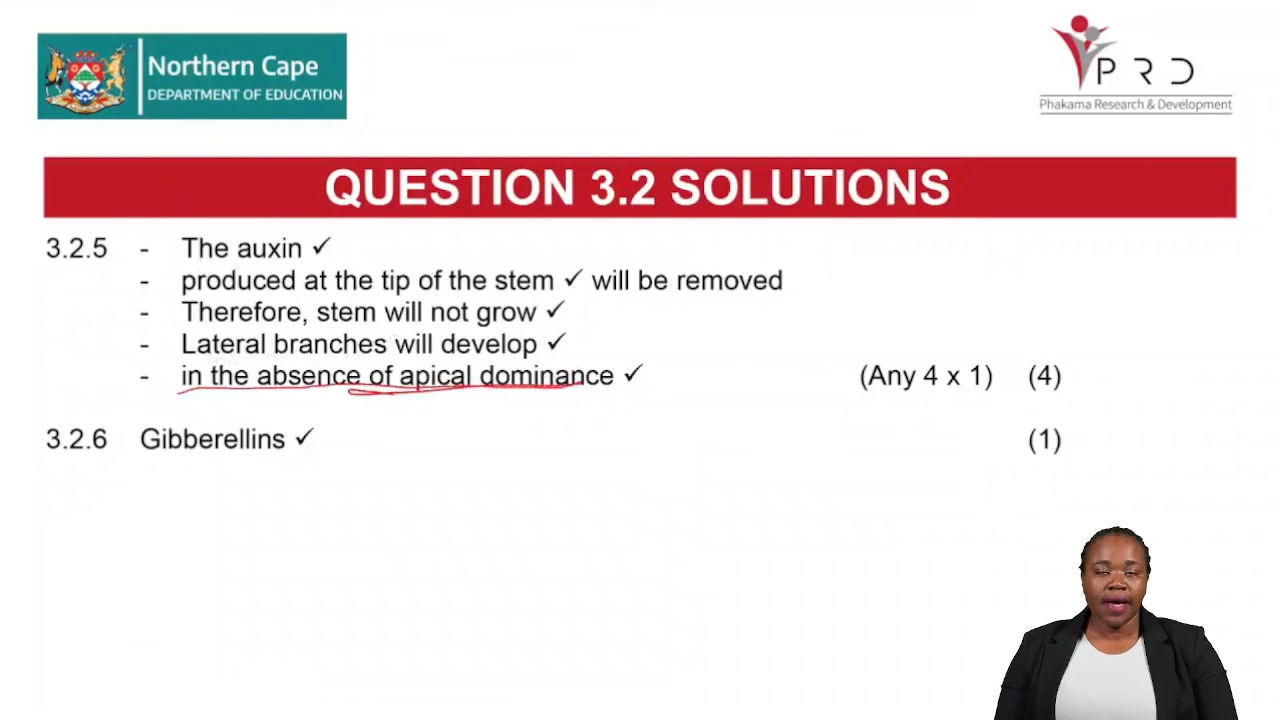 Northern Cape
DEPARTMENT OF EDUCATION
PRD
Phakama Research & Development
QUESTION 3.2 SOLUTIONS
3.2.5 - The auxin ✓
- produced at the tip of the stem ✓ will be removed
- Therefore, stem will not grow ✓
- Lateral branches will develop ✓
- in the absence of apical dominance ✓ (Any 4 x 1) (4)
3.2.6 Gibberellins ✓ (1)